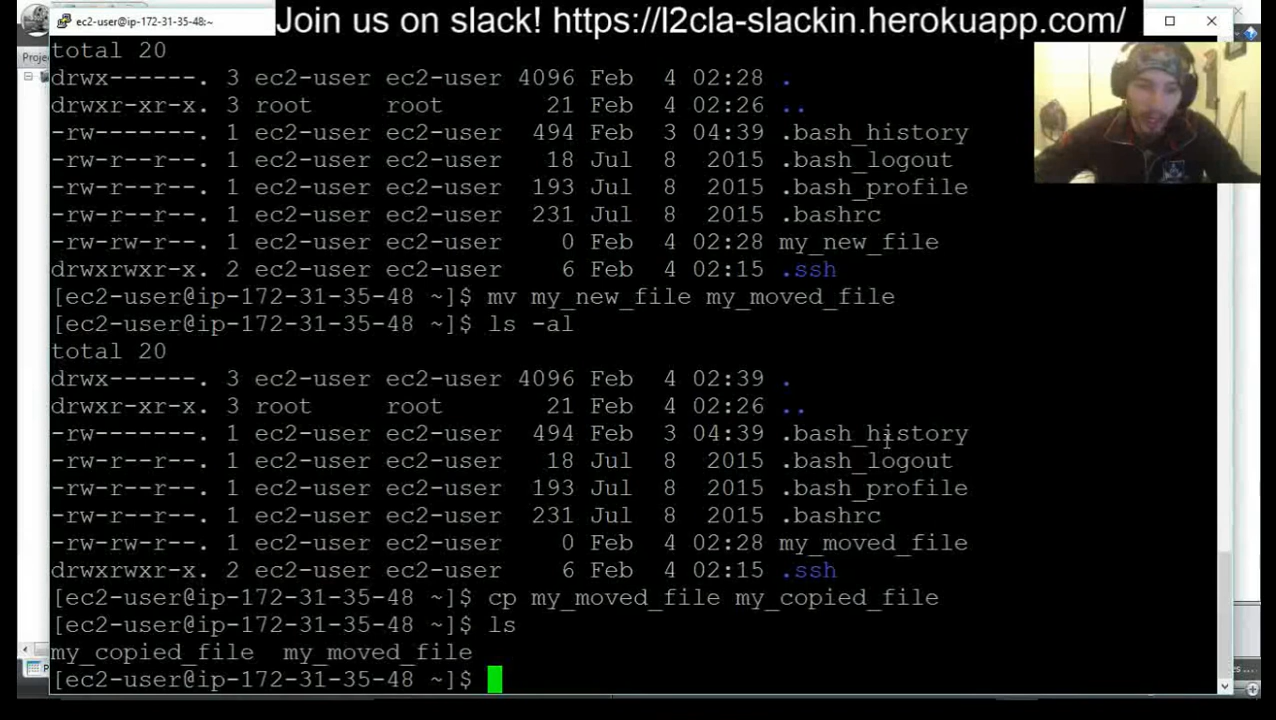 Join us on slack! https://l2cla-slackin.herokuapp.com/
ec2-user@ip-172-31-35-48:~
Proje
total 20
drwx------. 3 ec2-user ec2-user 4096 Feb  4 02:28 .
drwxr-xr-x. 3 root     root       21 Feb  4 02:26 ..
-rw-------. 1 ec2-user ec2-user  494 Feb  3 04:39 .bash_history
-rw-r--r--. 1 ec2-user ec2-user   18 Jul  8  2015 .bash_logout
-rw-r--r--. 1 ec2-user ec2-user  193 Jul  8  2015 .bash_profile
-rw-r--r--. 1 ec2-user ec2-user  231 Jul  8  2015 .bashrc
-rw-rw-r--. 1 ec2-user ec2-user    0 Feb  4 02:28 my_new_file
drwxrwxr-x. 2 ec2-user ec2-user    6 Feb  4 02:15 .ssh
[ec2-user@ip-172-31-35-48 ~]$ mv my_new_file my_moved_file
[ec2-user@ip-172-31-35-48 ~]$ ls -al
total 20
drwx------. 3 ec2-user ec2-user 4096 Feb  4 02:39 .
drwxr-xr-x. 3 root     root       21 Feb  4 02:26 ..
-rw-------. 1 ec2-user ec2-user  494 Feb  3 04:39 .bash_history
-rw-r--r--. 1 ec2-user ec2-user   18 Jul  8  2015 .bash_logout
-rw-r--r--. 1 ec2-user ec2-user  193 Jul  8  2015 .bash_profile
-rw-r--r--. 1 ec2-user ec2-user  231 Jul  8  2015 .bashrc
-rw-rw-r--. 1 ec2-user ec2-user    0 Feb  4 02:28 my_moved_file
drwxrwxr-x. 2 ec2-user ec2-user    6 Feb  4 02:15 .ssh
[ec2-user@ip-172-31-35-48 ~]$ cp my_moved_file my_copied_file
[ec2-user@ip-172-31-35-48 ~]$ ls
my_copied_file  my_moved_file
[ec2-user@ip-172-31-35-48 ~]$